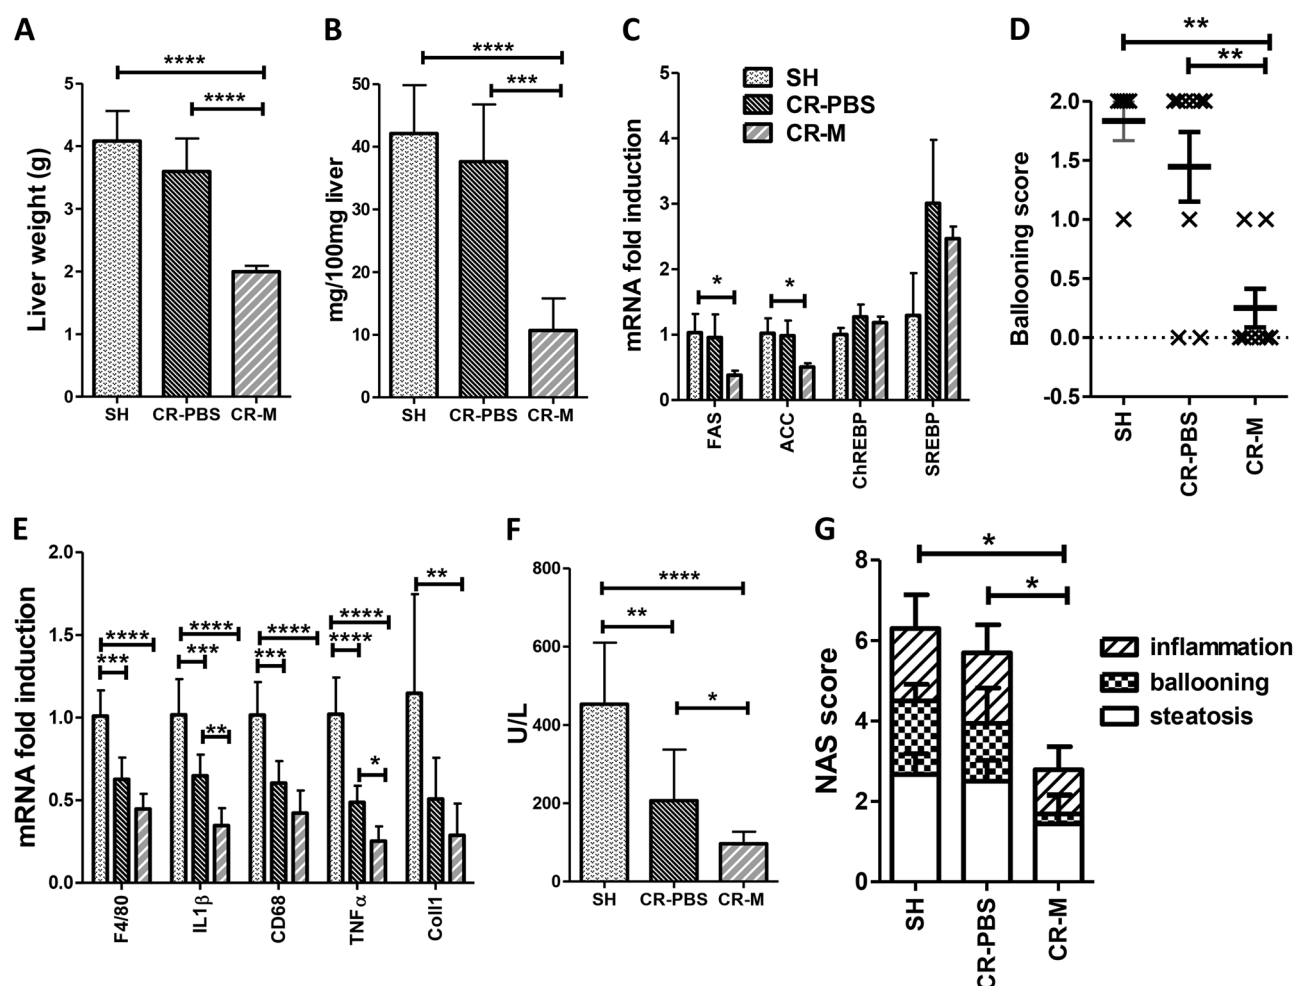 A
****
****
Liver weight (g)
5
4
3
2
1
0
SH CR-PBS CR-M
B
****
***
mg/100mg liver
50
40
30
20
10
0
SH CR-PBS CR-M
C
SH
CR-PBS
CR-M
mRNA fold induction
5
4
3
2
1
0
* *
FAS
ACC
ChREBP
SREBP
D
**
**
Ballooning score
2.0
1.5
1.0
0.5
0.0
-0.5
SH
CR-PBS
CR-M
E
mRNA fold induction
2.0
1.5
1.0
0.5
0.0
**** **** **** **** **
*** *** *** ****
** *
F4/80
IL1β
CD68
TNFα
Coll1
F
U/L
800
600
400
200
0
****
**
*
SH CR-PBS CR-M
G
*
*
NAS score
8
6
4
2
0
SH
CR-PBS
CR-M
inflammation
ballooning
steatosis